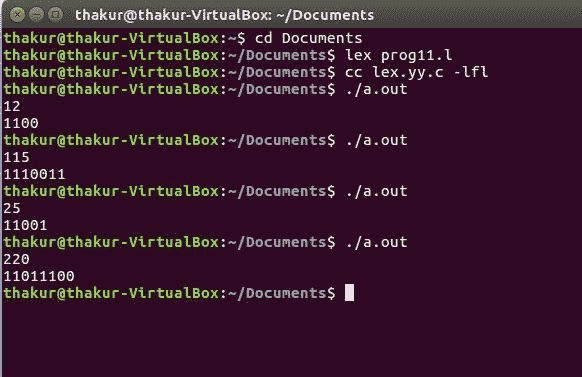 thakur@thakur-VirtualBox: ~/Documents
thakur@thakur-VirtualBox:~$ cd Documents
thakur@thakur-VirtualBox:~/Documents$ lex prog11.l
thakur@thakur-VirtualBox:~/Documents$ cc lex.yy.c -lfl
thakur@thakur-VirtualBox:~/Documents$ ./a.out
12
1100
thakur@thakur-VirtualBox:~/Documents$ ./a.out
115
1110011
thakur@thakur-VirtualBox:~/Documents$ ./a.out
25
11001
thakur@thakur-VirtualBox:~/Documents$ ./a.out
220
11011100
thakur@thakur-VirtualBox:~/Documents$